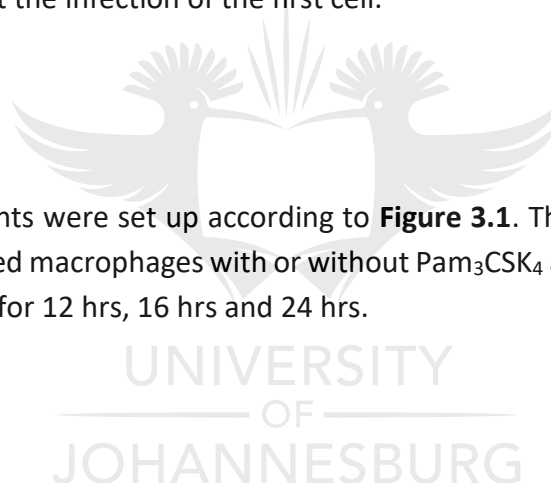 t the infection of the first cell.
nts were set up according to Figure 3.1. Th
ed macrophages with or without Pam₃CSK₄
for 12 hrs, 16 hrs and 24 hrs.
UNIVERSITY
OF
JOHANNESBURG